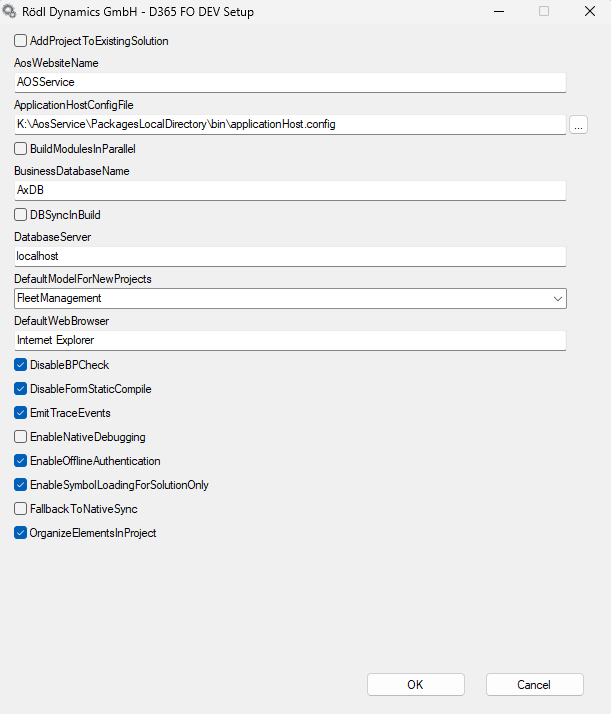 Rödl Dynamics GmbH - D365 FO DEV Setup
AddProjectToExistingSolution
AosWebsiteName
AOSService
ApplicationHostConfigFile
K:\AosService\PackagesLocalDirectory\bin\applicationHost.config
...
BuildModulesInParallel
BusinessDatabaseName
AxDB
DBSyncInBuild
DatabaseServer
localhost
DefaultModelForNewProjects
FleetManagement
DefaultWebBrowser
Internet Explorer
DisableBPCheck
DisableFormStaticCompile
EmitTraceEvents
EnableNativeDebugging
EnableOfflineAuthentication
EnableSymbolLoadingForSolutionOnly
FallbackToNativeSync
OrganizeElementsInProject
OK Cancel